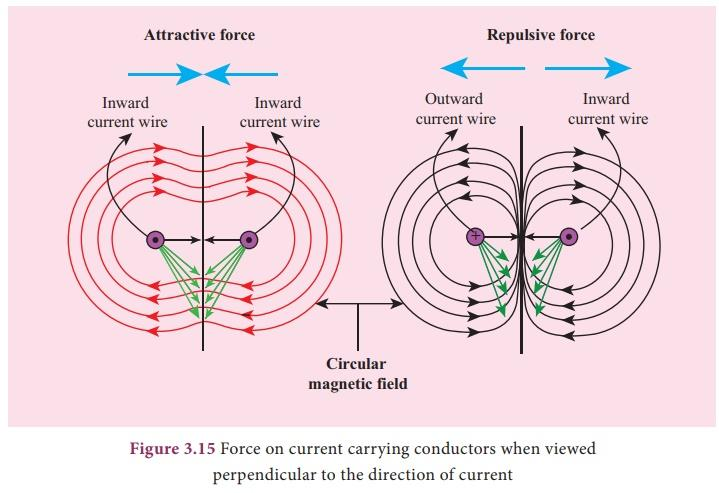 Attractive force
Repulsive force
Inward
current wire
Inward
current wire
Outward
current wire
Inward
current wire
+
Circular
magnetic field
Figure 3.15 Force on current carrying conductors when viewed
perpendicular to the direction of current